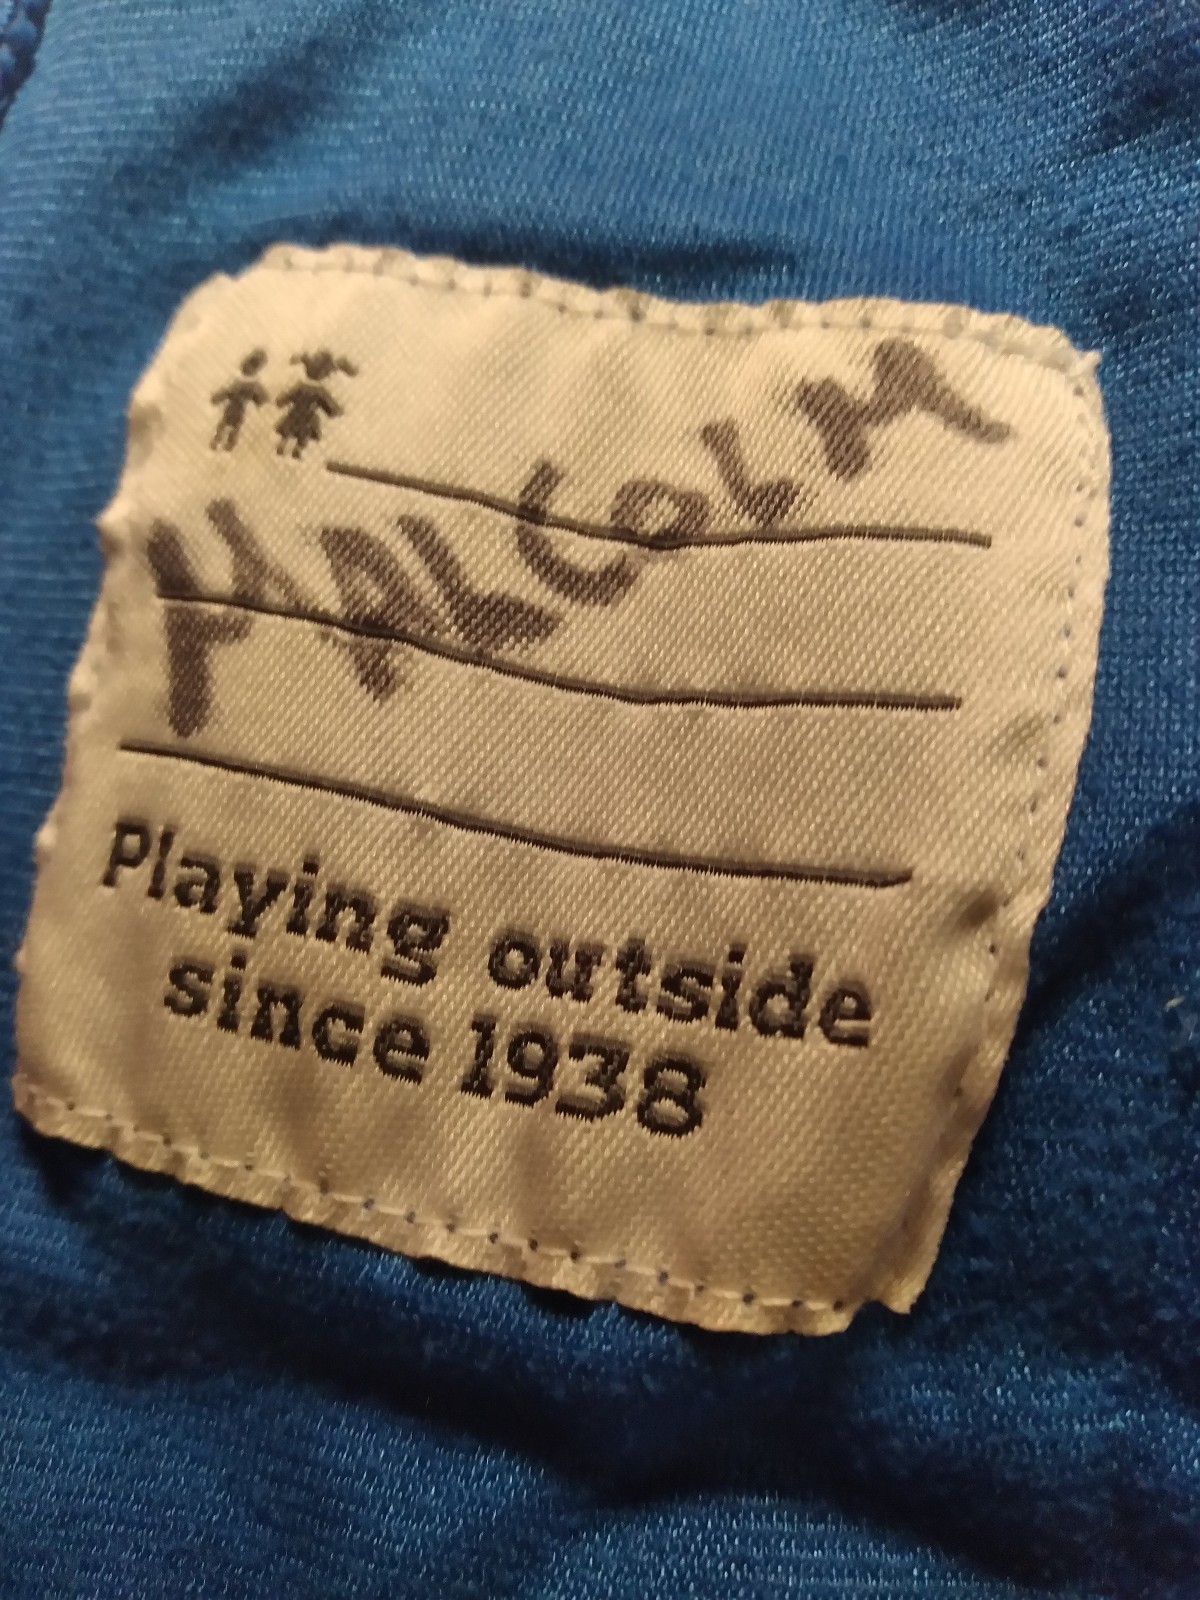 MALCOLM
Playing outside
since 1938